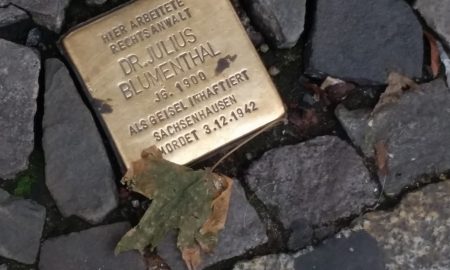 HIER ARBEITETE
RECHTSANWALT
DR. JULIUS
BLUMENTHAL
JG. 1900
ALS GEISEL INHAFTIERT
SACHSENHAUSEN
MORDET 3.12.1942